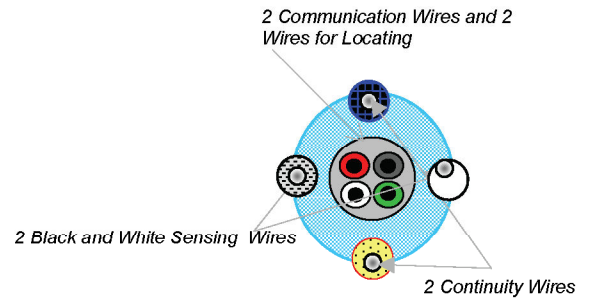 2 Communication Wires and 2
Wires for Locating
2 Black and White Sensing Wires
2 Continuity Wires